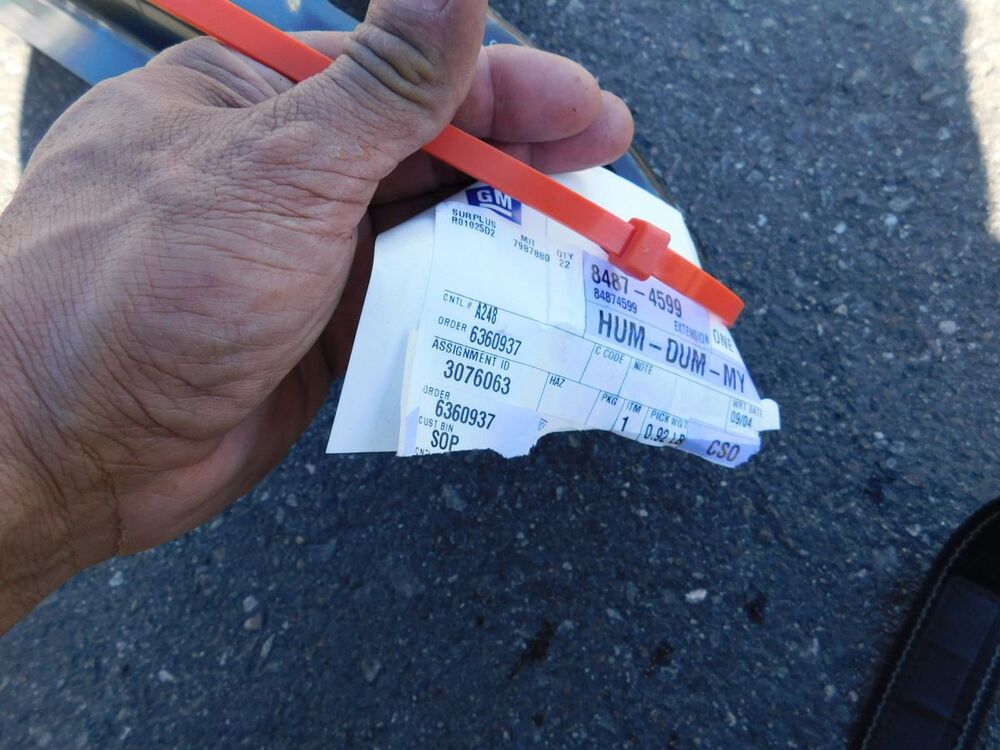 GM
SURPLUS
R01025D2
MIT
7987880
QTY
22
8487-4599
84874599
EXTENSION
ONE
HUM-DUM-MY
CNTL # A248
ORDER 6360937
ASSIGNMENT ID
3076063
C CODE
NOTE
HAZ
PKG
ITM
1
PICK WGT
0.92 LB
WRT DATE
09/04
ORDER
6360937
CUST BIN
SOP
CSO